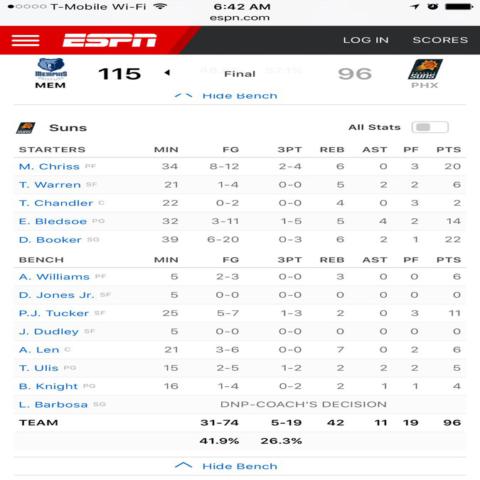 T-Mobile Wi-Fi 6:42 AM
espn.com
ESPN LOG IN SCORES
MEMPHIS 115 Final 96 SUNS
MEM PHX
Hide Bench
Suns All Stats
STARTERS MIN FG 3PT REB AST PF PTS
M. Chriss PF 34 8-12 2-4 6 0 3 20
T. Warren SF 21 1-4 0-0 5 2 2 6
T. Chandler C 22 0-2 0-0 4 0 3 2
E. Bledsoe PG 32 3-11 1-5 5 4 2 14
D. Booker SG 39 6-20 0-3 6 2 1 22
BENCH MIN FG 3PT REB AST PF PTS
A. Williams PF 5 2-3 0-0 3 0 0 6
D. Jones Jr. SF 5 0-0 0-0 0 0 0 0
P.J. Tucker SF 25 5-7 1-3 2 0 3 11
J. Dudley SF 5 0-0 0-0 0 0 0 0
A. Len C 21 3-6 0-0 7 0 2 6
T. Ulis PG 15 2-5 1-2 2 2 2 5
B. Knight PG 16 1-4 0-2 2 1 1 4
L. Barbosa SG DNP-COACH'S DECISION
TEAM 31-74 5-19 42 11 19 96
41.9% 26.3%
Hide Bench